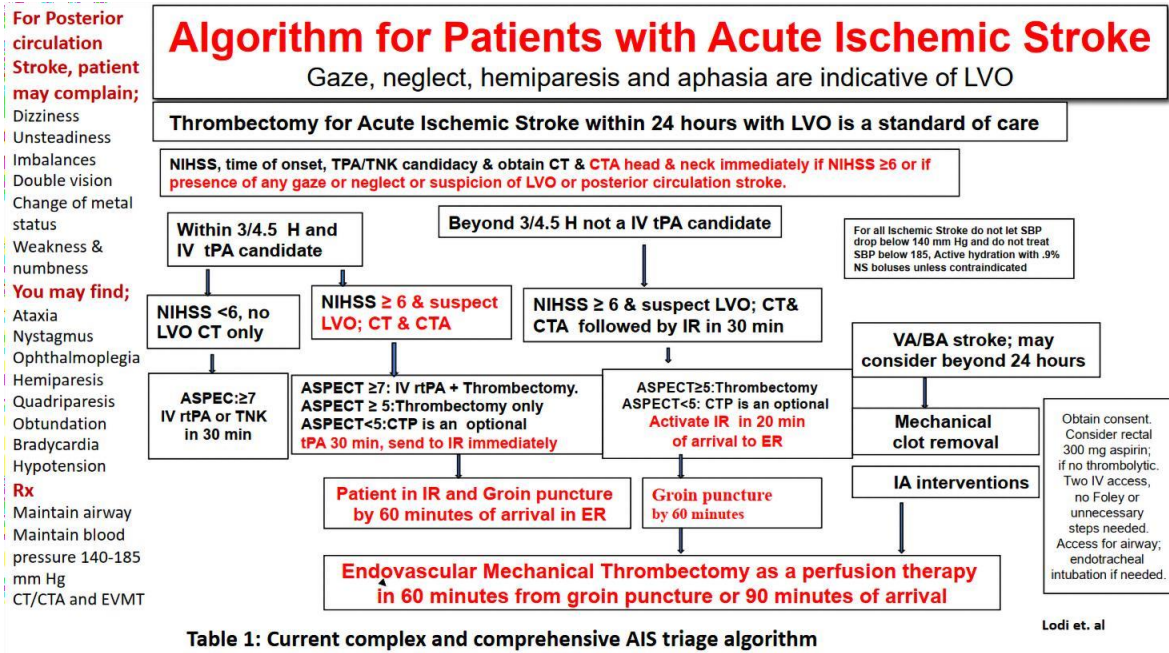 For Posterior
circulation
Stroke, patient
may complain;
Dizziness
Unsteadiness
Imbalances
Double vision
Change of metal
status
Weakness &
numbness
You may find;
Ataxia
Nystagmus
Ophthalmoplegia
Hemiparesis
Quadriparesis
Obtundation
Bradycardia
Hypotension
Rx
Maintain airway
Maintain blood
pressure 140-185
mm Hg
CT/CTA and EVMT
Algorithm for Patients with Acute Ischemic Stroke
Gaze, neglect, hemiparesis and aphasia are indicative of LVO
Thrombectomy for Acute Ischemic Stroke within 24 hours with LVO is a standard of care
NIHSS, time of onset, TPA/TNK candidacy & obtain CT & CTA head & neck immediately if NIHSS ≥6 or if
presence of any gaze or neglect or suspicion of LVO or posterior circulation stroke.
Within 3/4.5 H and
IV tPA candidate
Beyond 3/4.5 H not a IV tPA candidate
For all Ischemic Stroke do not let SBP
drop below 140 mm Hg and do not treat
SBP below 185, Active hydration with .9%
NS boluses unless contraindicated
NIHSS <6, no
LVO CT only
NIHSS ≥ 6 & suspect
LVO; CT & CTA
NIHSS ≥ 6 & suspect LVO; CT&
CTA followed by IR in 30 min
VA/BA stroke; may
consider beyond 24 hours
ASPEC:≥7
IV rtPA or TNK
in 30 min
ASPECT ≥7: IV rtPA + Thrombectomy.
ASPECT ≥ 5:Thrombectomy only
ASPECT<5:CTP is an optional
tPA 30 min, send to IR immediately
ASPECT≥5:Thrombectomy
ASPECT<5: CTP is an optional
Activate IR in 20 min
of arrival to ER
Mechanical
clot removal
Obtain consent.
Consider rectal
300 mg aspirin;
if no thrombolytic.
Two IV access,
no Foley or
unnecessary
steps needed.
Access for airway;
endotracheal
intubation if needed.
Patient in IR and Groin puncture
by 60 minutes of arrival in ER
Groin puncture
by 60 minutes
IA interventions
Endovascular Mechanical Thrombectomy as a perfusion therapy
in 60 minutes from groin puncture or 90 minutes of arrival
Lodi et. al
Table 1: Current complex and comprehensive AIS triage algorithm